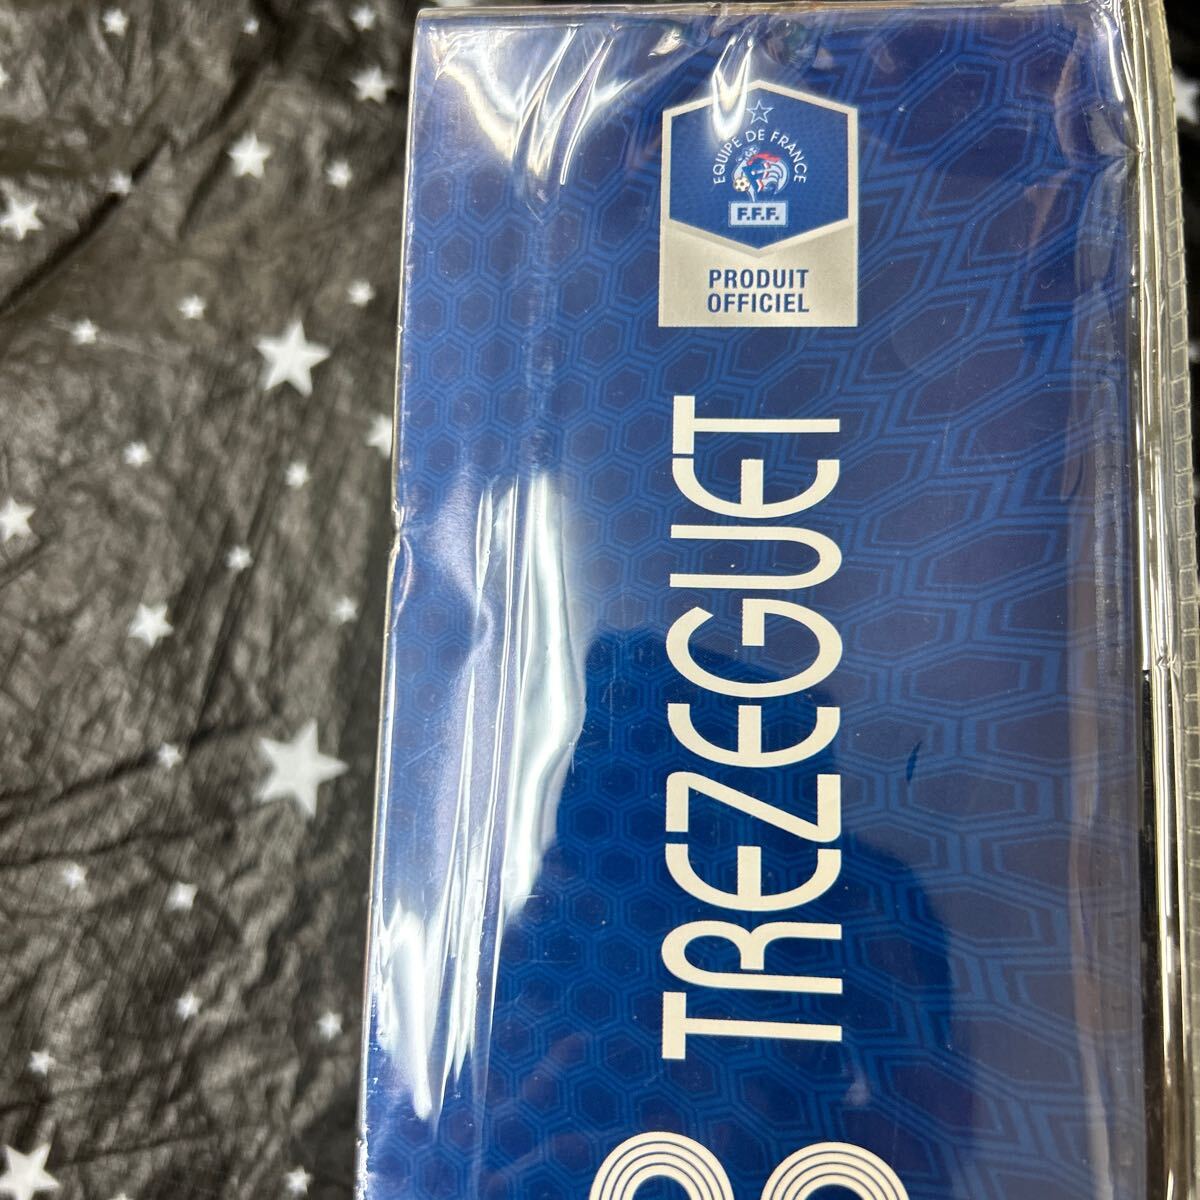 EQUIPE DE FRANCE
F.F.F.
PRODUIT
OFFICIEL
TREZEGUET